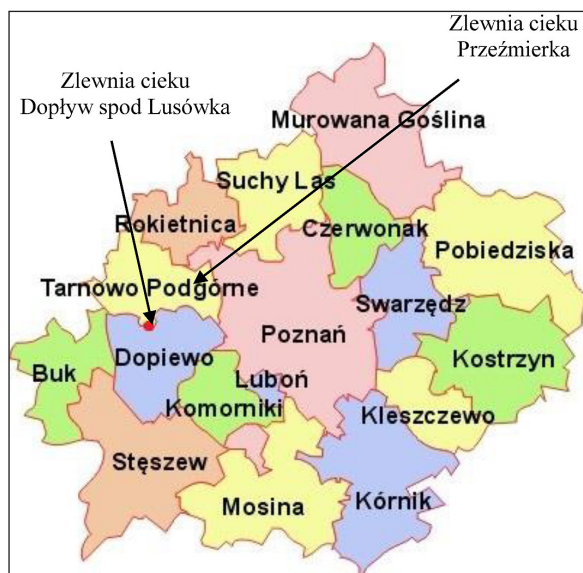 Zlewnia cieku
Przeźmierka
Zlewnia cieku
Dopływ spod Lusówka
Murowana Goślina
Suchy Las
Rokietnica
Czerwonak
Pobiedziska
Tarnowo Podgórne
Swarzędz
Poznań
Buk
Dopiewo
Kostrzyn
Luboń
Komorniki
Kleszczewo
Stęszew
Mosina
Kórnik